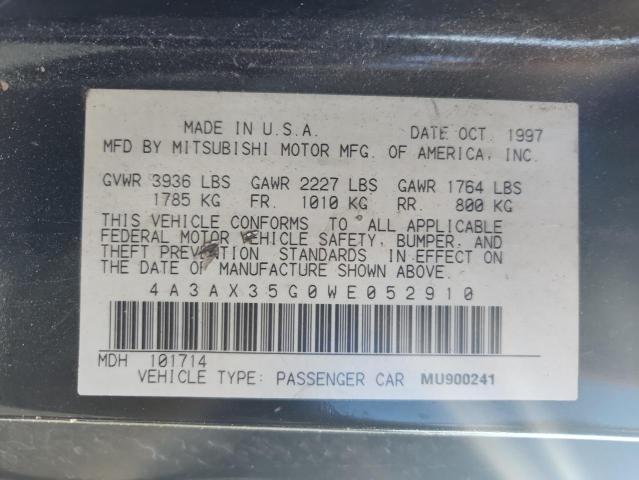 MADE IN U.S.A. DATE OCT. 1997
MFD BY MITSUBISHI MOTOR MFG. OF AMERICA, INC.
GVWR 3936 LBS GAWR 2227 LBS GAWR 1764 LBS
1785 KG FR. 1010 KG RR. 800 KG
THIS VEHICLE CONFORMS TO ALL APPLICABLE
FEDERAL MOTOR VEHICLE SAFETY, BUMPER, AND
THEFT PREVENTION STANDARDS IN EFFECT ON
THE DATE OF MANUFACTURE SHOWN ABOVE.
4A3AX35G0WE052910
MDH 101714
VEHICLE TYPE: PASSENGER CAR MU900241